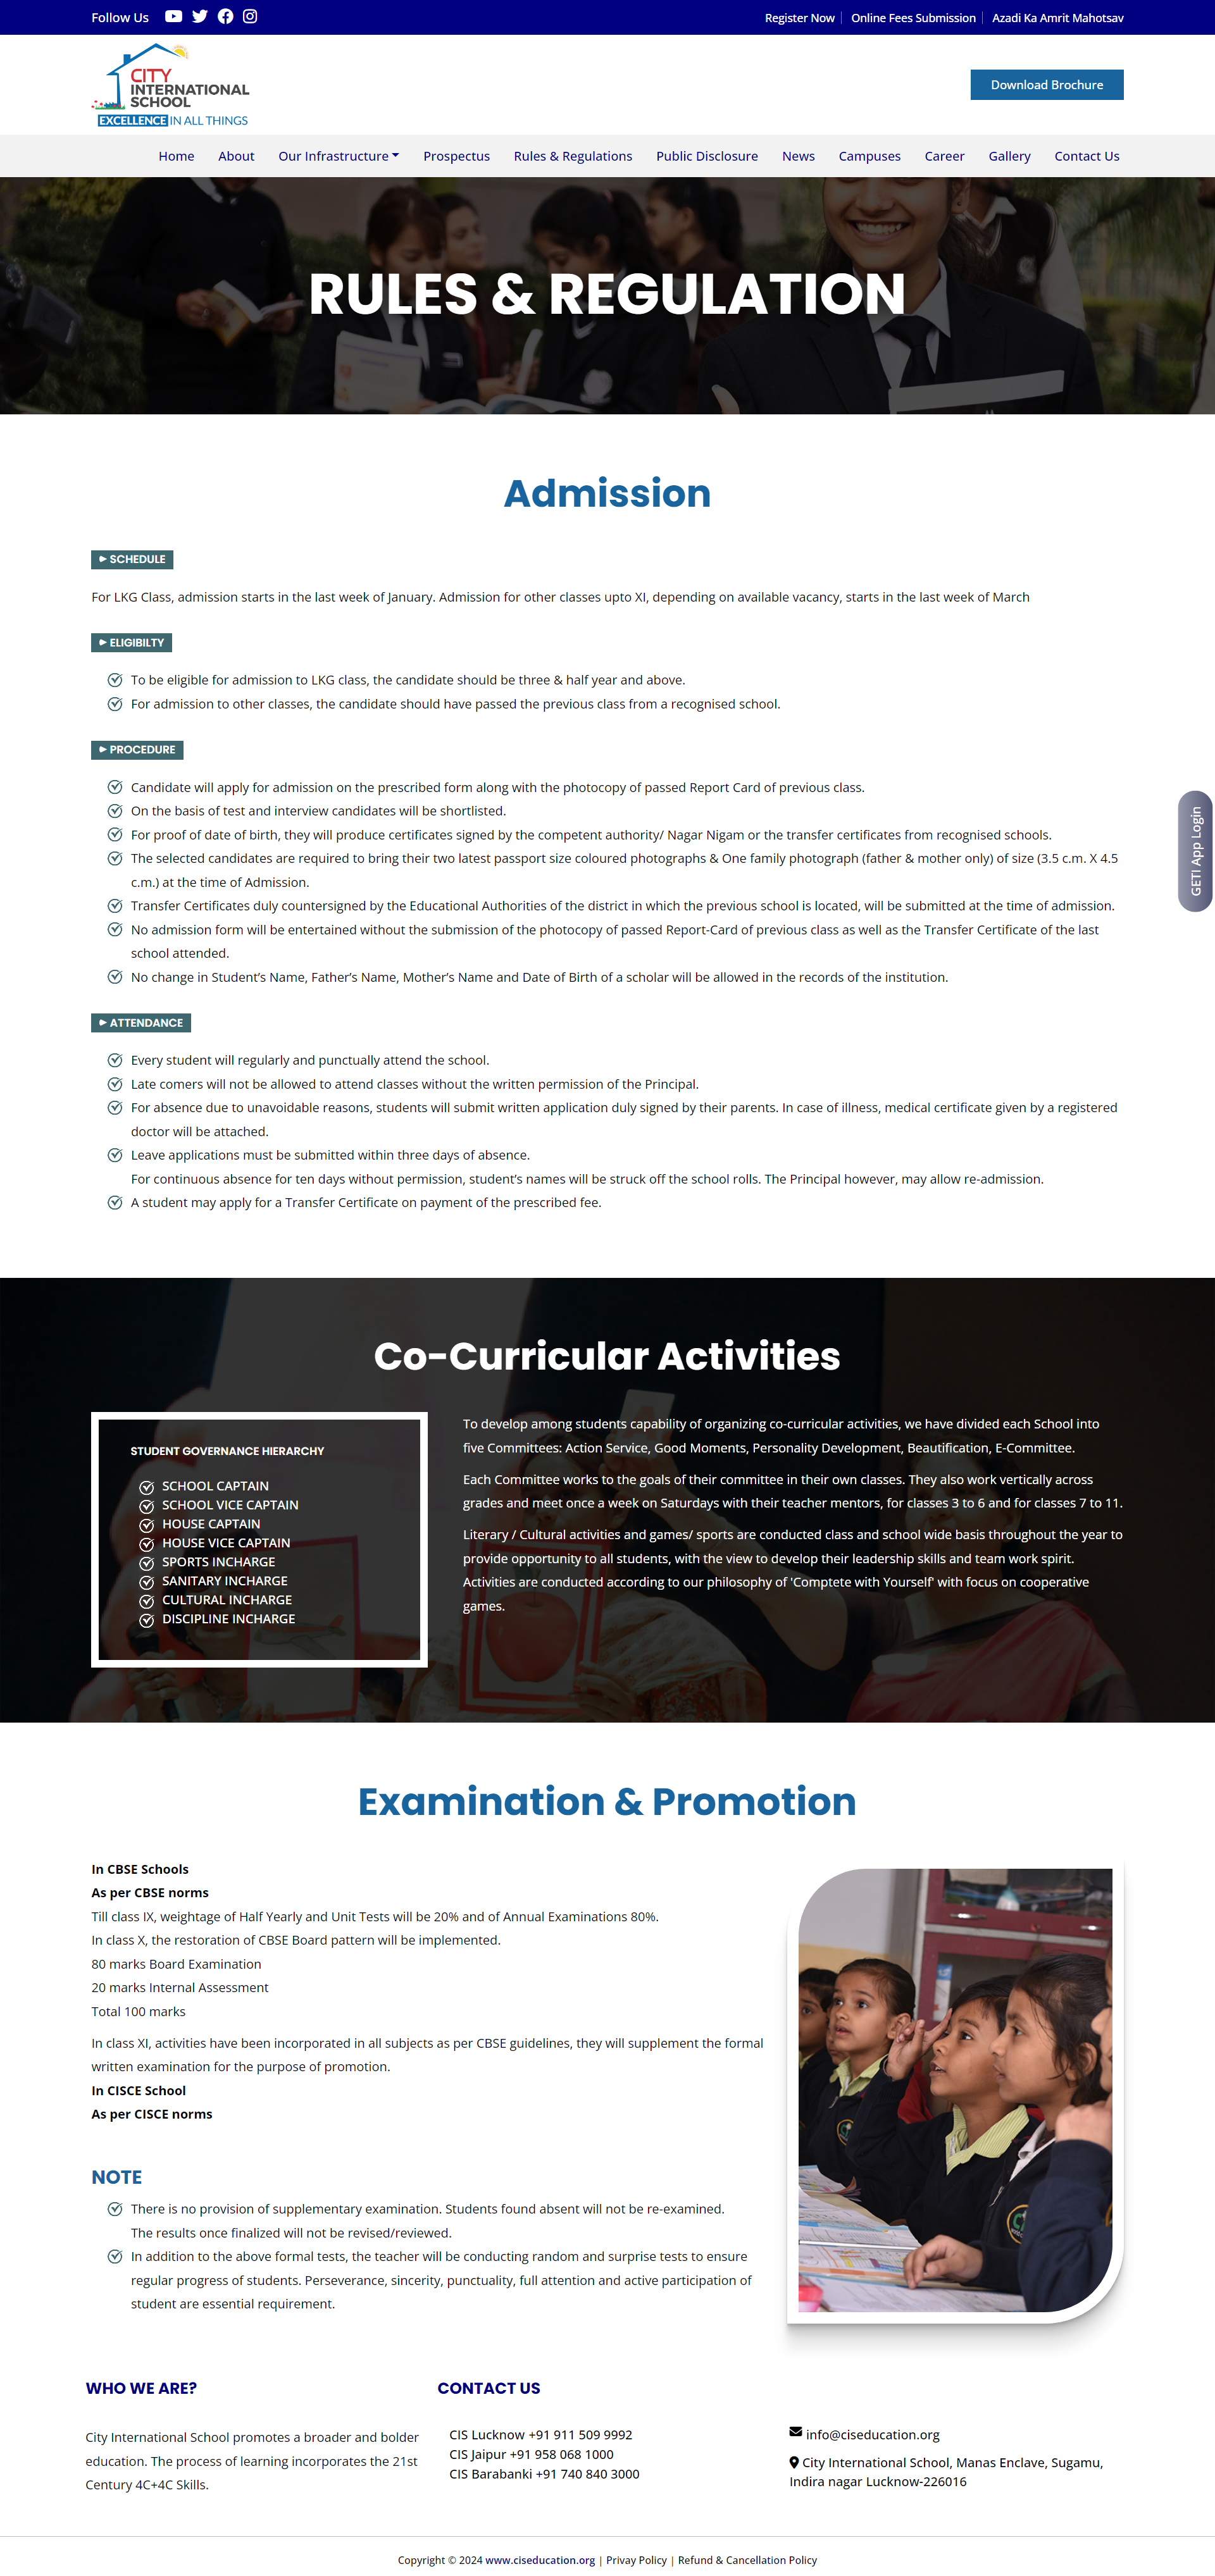 Follow Us
Register Now
Online Fees Submission
Azadi Ka Amrit Mahotsav
CITY
INTERNATIONAL
SCHOOL
EXCELLENCE IN ALL THINGS
Download Brochure
Home
About
Our Infrastructure
Prospectus
Rules & Regulations
Public Disclosure
News
Campuses
Career
Gallery
Contact Us
RULES & REGULATION
Admission
SCHEDULE
For LKG Class, admission starts in the last week of January. Admission for other classes upto XI, depending on available vacancy, starts in the last week of March
ELIGIBILTY
To be eligible for admission to LKG class, the candidate should be three & half year and above.
For admission to other classes, the candidate should have passed the previous class from a recognised school.
PROCEDURE
Candidate will apply for admission on the prescribed form along with the photocopy of passed Report Card of previous class.
On the basis of test and interview candidates will be shortlisted.
For proof of date of birth, they will produce certificates signed by the competent authority/ Nagar Nigam or the transfer certificates from recognised schools.
The selected candidates are required to bring their two latest passport size coloured photographs & One family photograph (father & mother only) of size (3.5 c.m. X 4.5
c.m.) at the time of Admission.
Transfer Certificates duly countersigned by the Educational Authorities of the district in which the previous school is located, will be submitted at the time of admission.
No admission form will be entertained without the submission of the photocopy of passed Report-Card of previous class as well as the Transfer Certificate of the last
school attended.
No change in Student’s Name, Father’s Name, Mother’s Name and Date of Birth of a scholar will be allowed in the records of the institution.
GETI App Login
ATTENDANCE
Every student will regularly and punctually attend the school.
Late comers will not be allowed to attend classes without the written permission of the Principal.
For absence due to unavoidable reasons, students will submit written application duly signed by their parents. In case of illness, medical certificate given by a registered
doctor will be attached.
Leave applications must be submitted within three days of absence.
For continuous absence for ten days without permission, student’s names will be struck off the school rolls. The Principal however, may allow re-admission.
A student may apply for a Transfer Certificate on payment of the prescribed fee.
Co-Curricular Activities
STUDENT GOVERNANCE HIERARCHY
SCHOOL CAPTAIN
SCHOOL VICE CAPTAIN
HOUSE CAPTAIN
HOUSE VICE CAPTAIN
SPORTS INCHARGE
SANITARY INCHARGE
CULTURAL INCHARGE
DISCIPLINE INCHARGE
To develop among students capability of organizing co-curricular activities, we have divided each School into
five Committees: Action Service, Good Moments, Personality Development, Beautification, E-Committee.
Each Committee works to the goals of their committee in their own classes. They also work vertically across
grades and meet once a week on Saturdays with their teacher mentors, for classes 3 to 6 and for classes 7 to 11.
Literary / Cultural activities and games/ sports are conducted class and school wide basis throughout the year to
provide opportunity to all students, with the view to develop their leadership skills and team work spirit.
Activities are conducted according to our philosophy of 'Comptete with Yourself' with focus on cooperative
games.
Examination & Promotion
In CBSE Schools
As per CBSE norms
Till class IX, weightage of Half Yearly and Unit Tests will be 20% and of Annual Examinations 80%.
In class X, the restoration of CBSE Board pattern will be implemented.
80 marks Board Examination
20 marks Internal Assessment
Total 100 marks
In class XI, activities have been incorporated in all subjects as per CBSE guidelines, they will supplement the formal
written examination for the purpose of promotion.
In CISCE School
As per CISCE norms
NOTE
There is no provision of supplementary examination. Students found absent will not be re-examined.
The results once finalized will not be revised/reviewed.
In addition to the above formal tests, the teacher will be conducting random and surprise tests to ensure
regular progress of students. Perseverance, sincerity, punctuality, full attention and active participation of
student are essential requirement.
WHO WE ARE?
City International School promotes a broader and bolder
education. The process of learning incorporates the 21st
Century 4C+4C Skills.
CONTACT US
CIS Lucknow +91 911 509 9992
CIS Jaipur +91 958 068 1000
CIS Barabanki +91 740 840 3000
info@ciseducation.org
City International School, Manas Enclave, Sugamu,
Indira nagar Lucknow-226016
Copyright © 2024 www.ciseducation.org | Privay Policy | Refund & Cancellation Policy